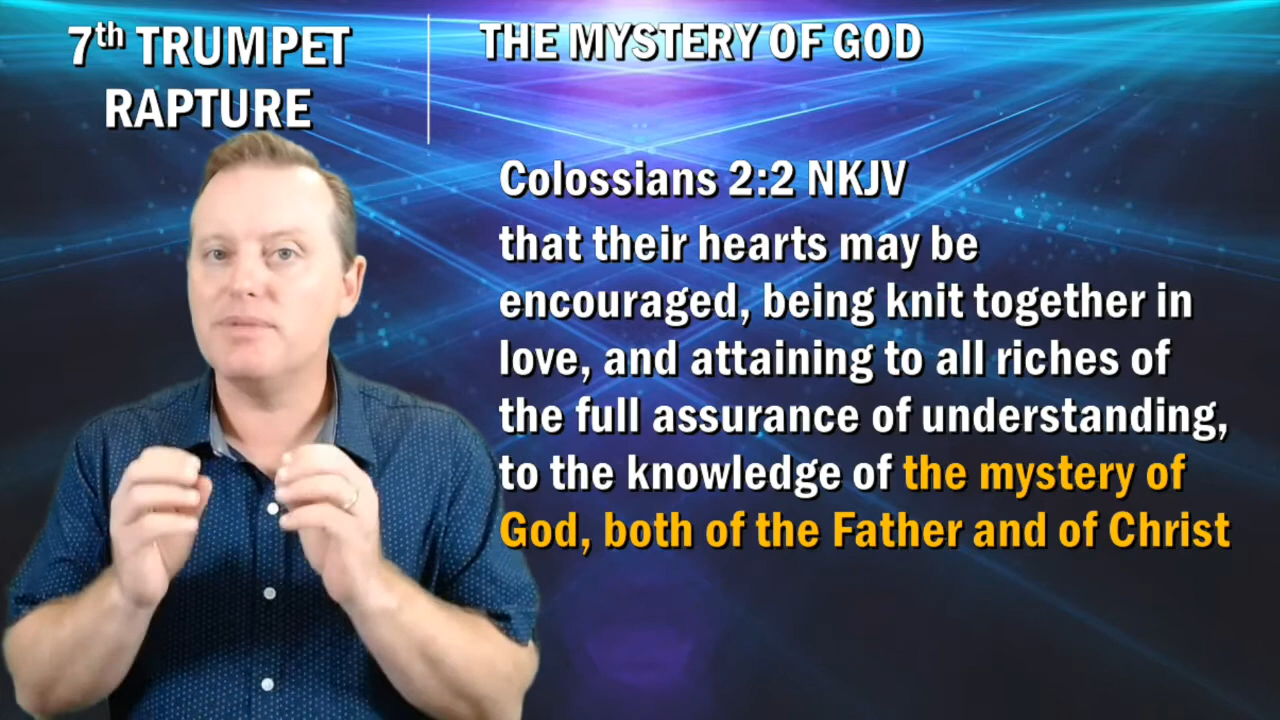 7th TRUMPET
RAPTURE
THE MYSTERY OF GOD
Colossians 2:2 NKJV
that their hearts may be
encouraged, being knit together in
love, and attaining to all riches of
the full assurance of understanding,
to the knowledge of the mystery of
God, both of the Father and of Christ